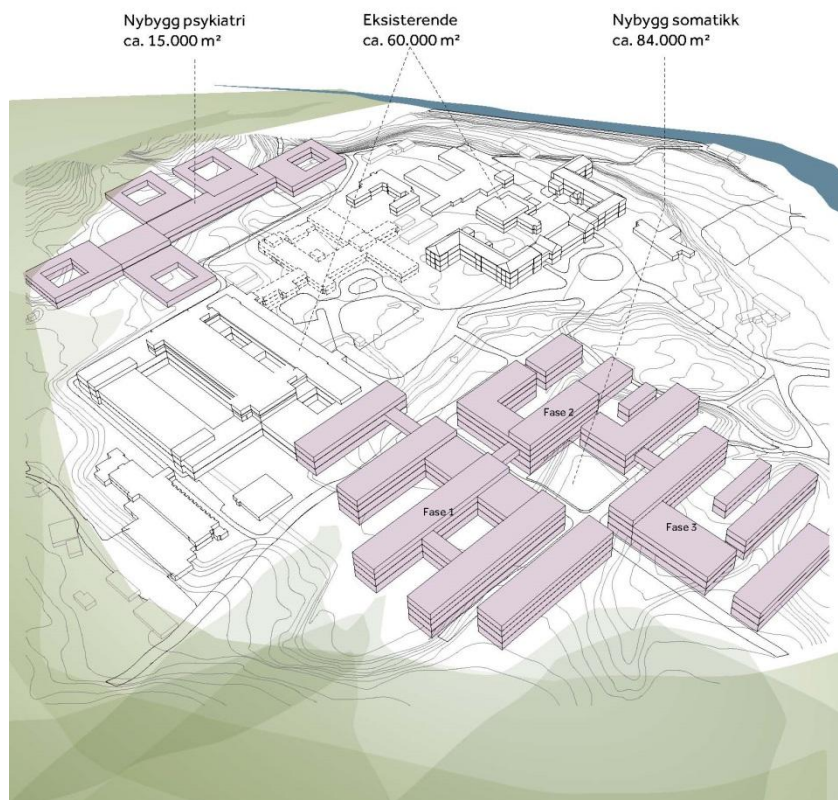 Nybygg psykiatri
ca. 15.000 m²
Eksisterende
ca. 60.000 m²
Nybygg somatikk
ca. 84.000 m²
Fase 2
Fase 1
Fase 3